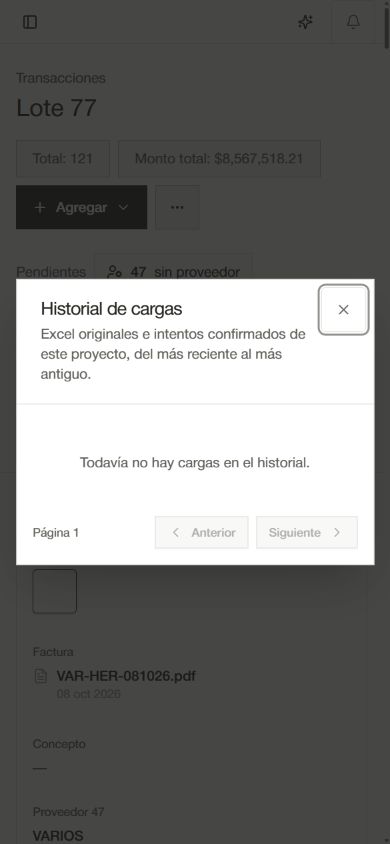 Transacciones
Lote 77
Total: 121
Monto total: $8,567,518.21
Agregar
Pendientes
47 sin proveedor
Historial de cargas
Excel originales e intentos confirmados de
este proyecto, del más reciente al más
antiguo.
Todavía no hay cargas en el historial.
Página 1
Anterior
Siguiente
Factura
VAR-HER-081026.pdf
08 oct 2026
Concepto
—
Proveedor 47
VARIOS